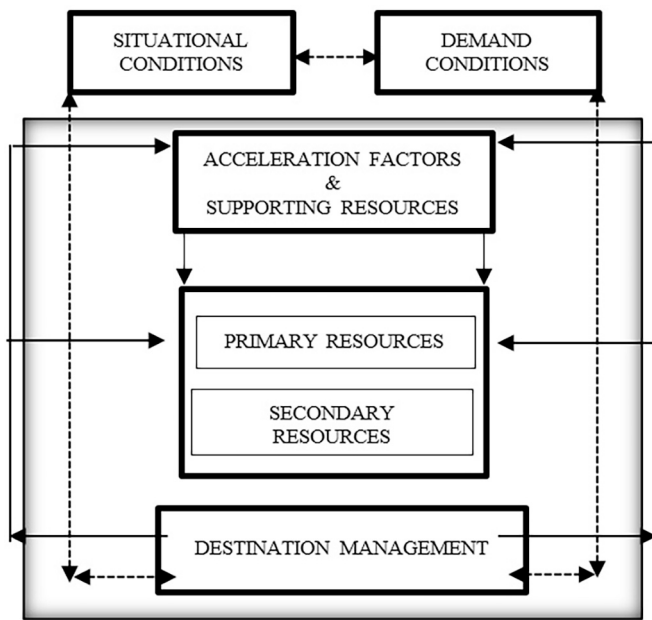 SITUATIONAL
CONDITIONS
DEMAND
CONDITIONS
ACCELERATION FACTORS
&
SUPPORTING RESOURCES
PRIMARY RESOURCES
SECONDARY
RESOURCES
DESTINATION MANAGEMENT